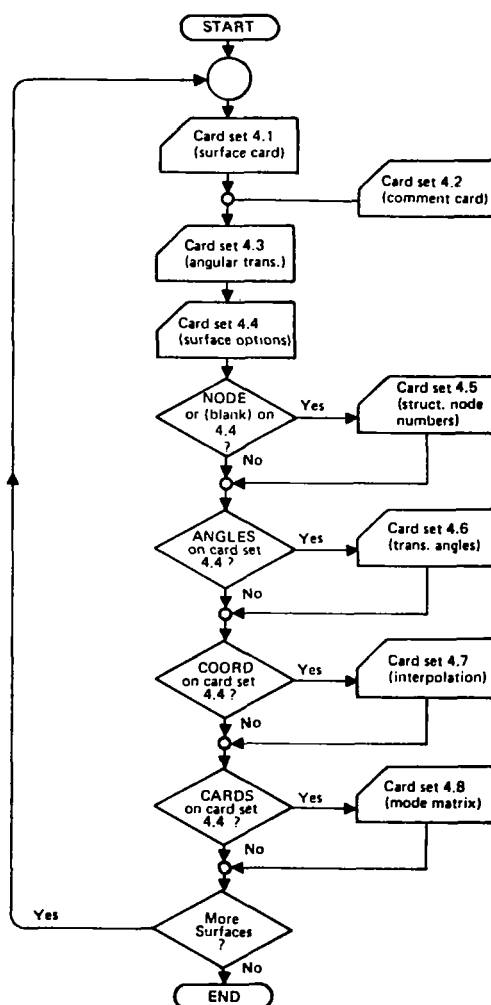 START
Card set 4.1
(surface card)
Card set 4.2
(comment card)
Card set 4.3
(angular trans.)
Card set 4.4
(surface options)
NODE
or (blank) on
4.4
?
Yes
Card set 4.5
(struct. node
numbers)
No
ANGLES
on card set
4.4 ?
Yes
Card set 4.6
(trans. angles)
No
COORD
on card set
4.4 ?
Yes
Card set 4.7
(interpolation)
No
CARDS
on card set
4.4 ?
Yes
Card set 4.8
(mode matrix)
No
Yes
More
Surfaces
?
No
END